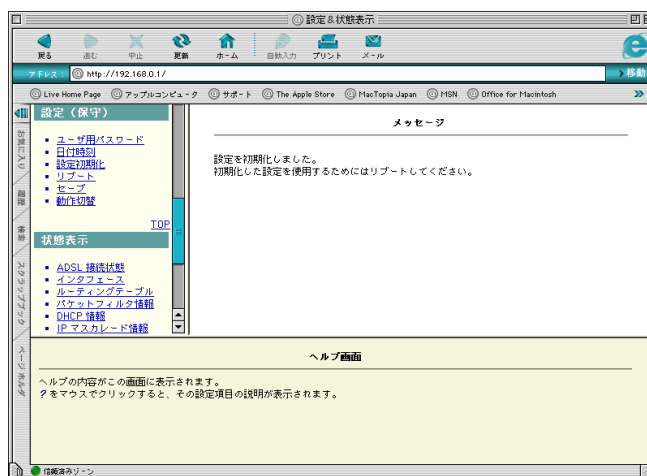 設定&状態表示
戻る 進む 中止 更新 ホーム 自動入力 プリント メール
アドレス: http://192.168.0.1/ 移動
Live Home Page アップルコンピュータ サポート The Apple Store MacTopia Japan MSN Office for Macintosh
お気に入り
履歴
検索
スクラップブック
ページ ホルダ
設定(保守)
ユーザ用パスワード
日付時刻
設定初期化
リブート
セーブ
動作切替
TOP
状態表示
ADSL 接続状態
インタフェース
ルーティングテーブル
パケットフィルタ情報
DHCP 情報
IP マスカレード情報
メッセージ
設定を初期化しました。
初期化した設定を使用するためにはリブートしてください。
ヘルプ画面
ヘルプの内容がこの画面に表示されます。
?をマウスでクリックすると、その設定項目の説明が表示されます。
信頼済みゾーン